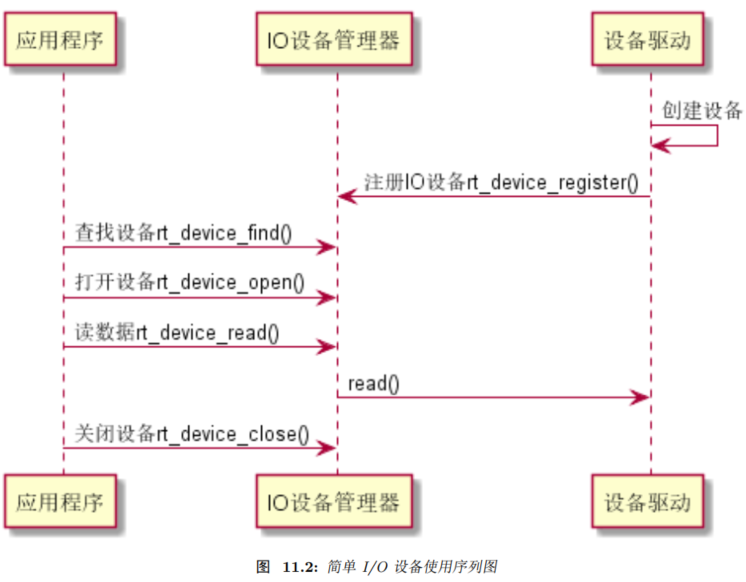 应用程序
IO设备管理器
设备驱动
创建设备
注册IO设备rt_device_register()
查找设备rt_device_find()
打开设备rt_device_open()
读数据rt_device_read()
read()
关闭设备rt_device_close()
应用程序
IO设备管理器
设备驱动
图 11.2: 简单 I/O 设备使用序列图